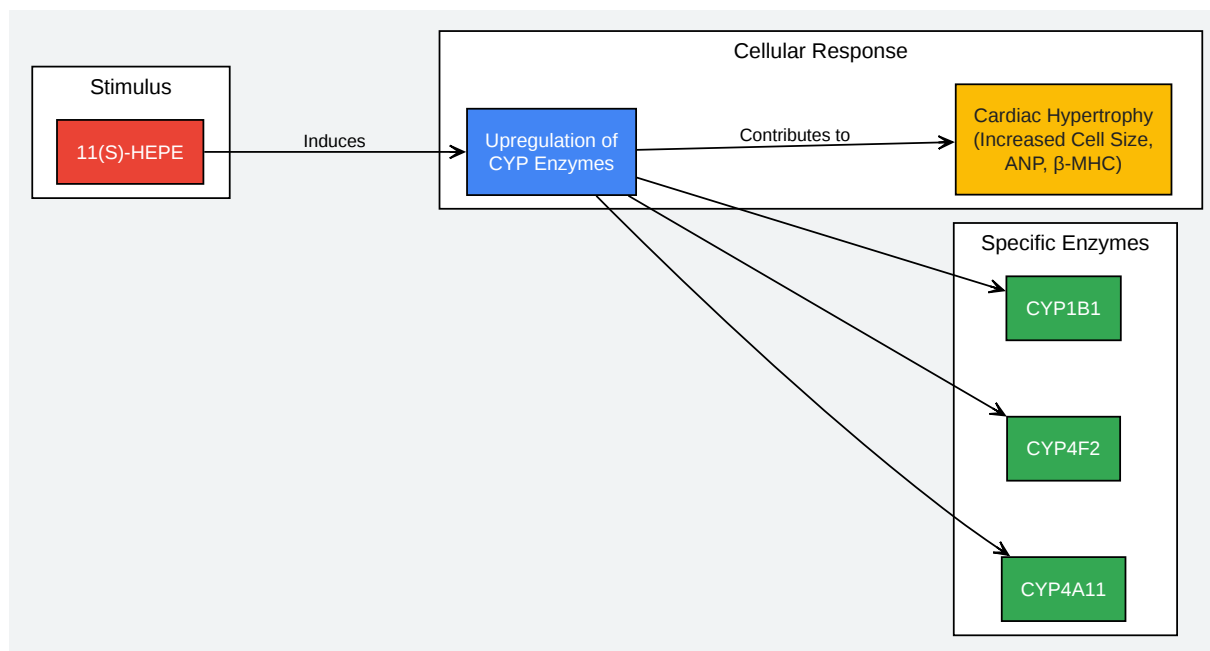 Stimulus
11(S)-HEPE
Induces
Cellular Response
Upregulation of
CYP Enzymes
Contributes to
Cardiac Hypertrophy
(Increased Cell Size,
ANP, β-MHC)
Specific Enzymes
CYP1B1
CYP4F2
CYP4A11